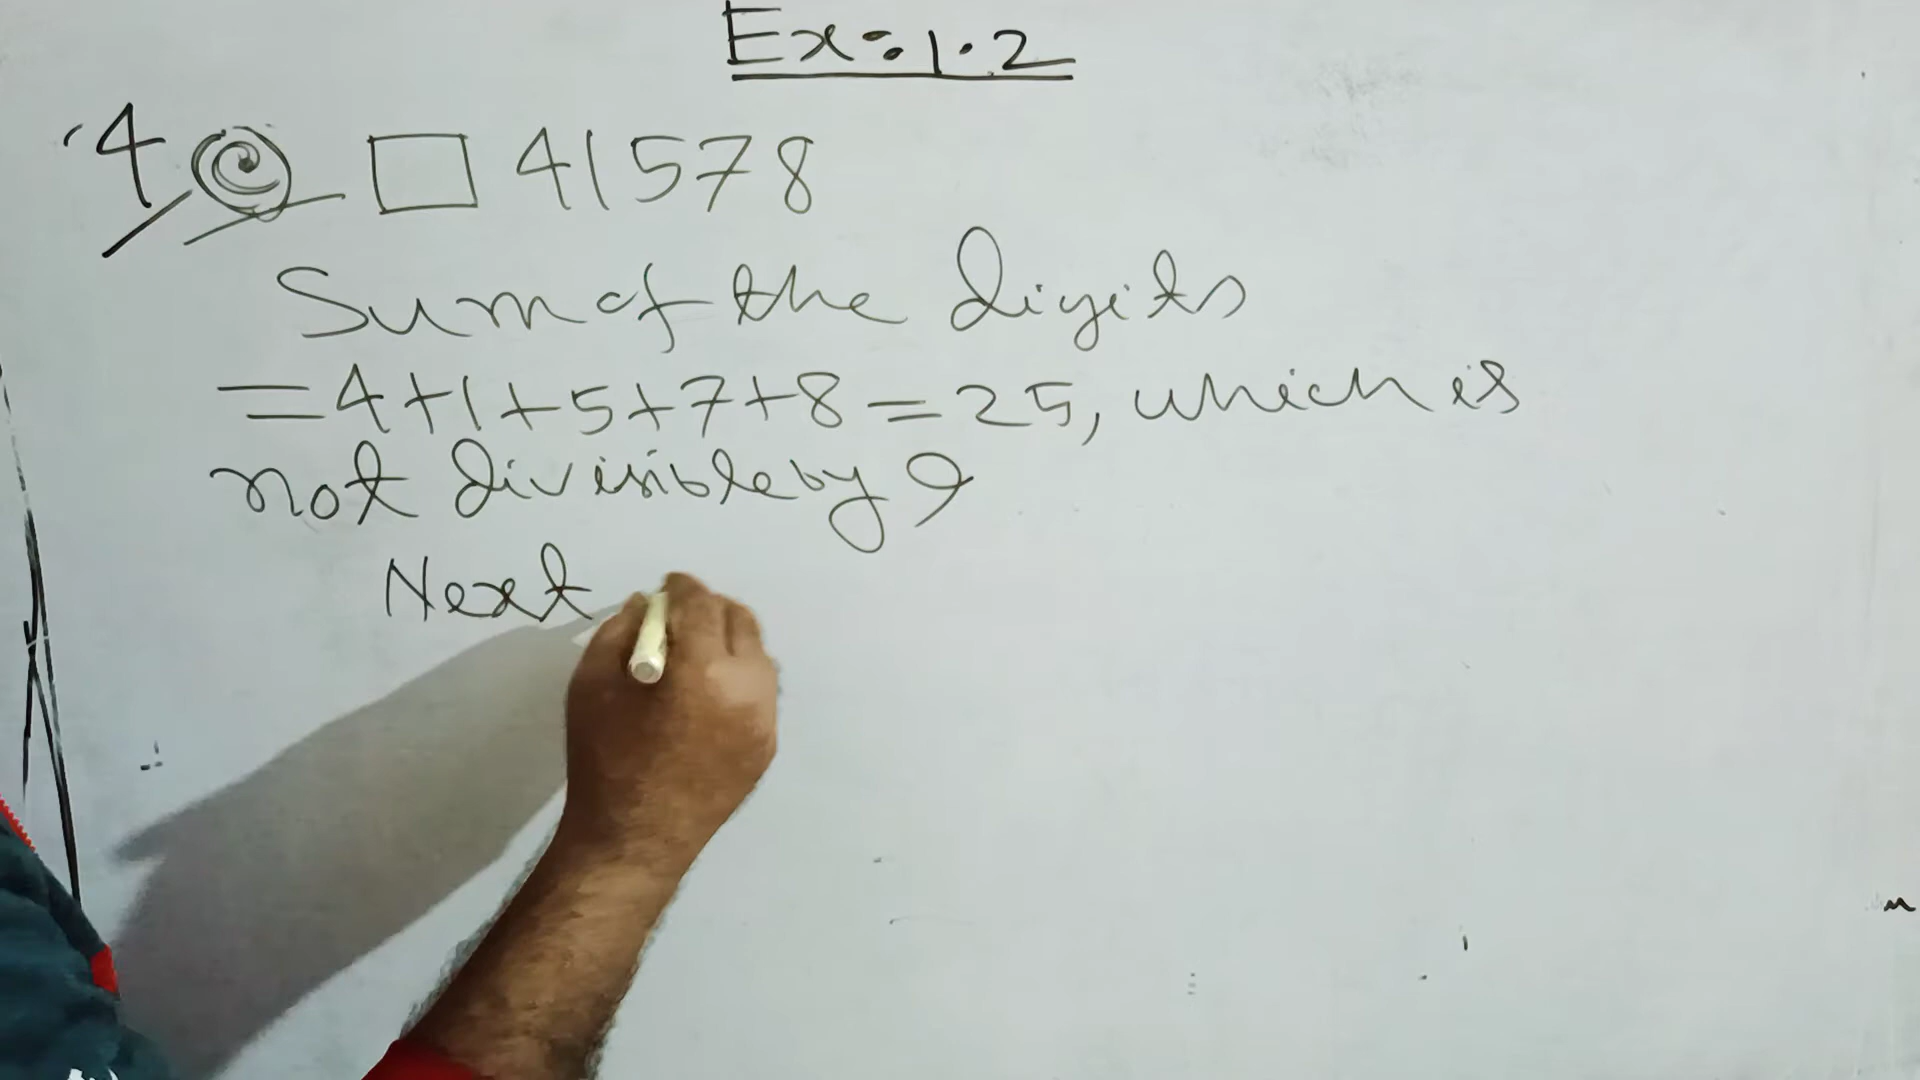 Ex:1.2
4 c □ 41578
Sum of the digits
=4+1+5+7+8=25, which is
not divisible by 9
Next